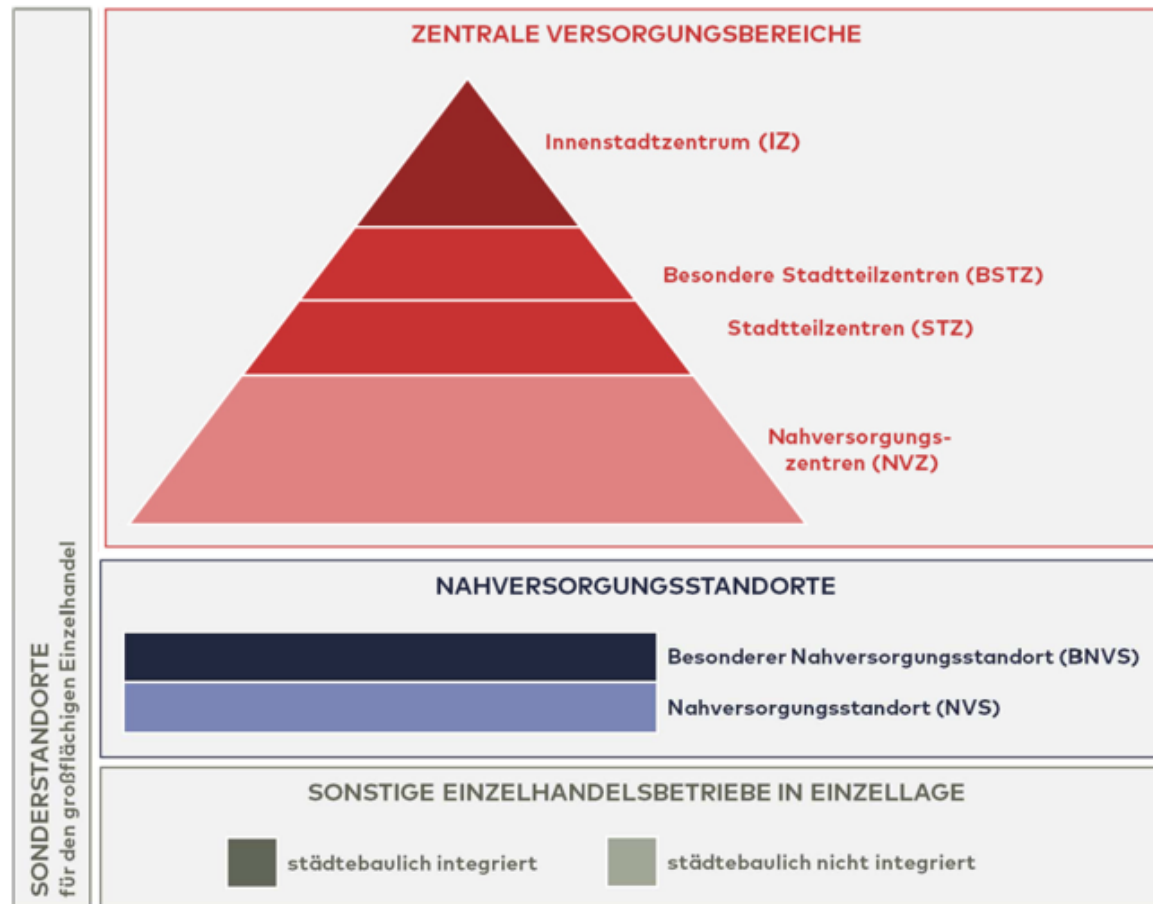 ZENTRALE VERSORGUNGSBEREICHE
Innenstadtzentrum (IZ)
Besondere Stadtteilzentren (BSTZ)
Stadtteilzentren (STZ)
Nahversorgungs-
zentren (NVZ)
NAHVERSORGUNGSSTANDORTE
Besonderer Nahversorgungsstandort (BNVS)
Nahversorgungsstandort (NVS)
SONSTIGE EINZELHANDELSBETRIEBE IN EINZELLAGE
städtebaulich integriert
städtebaulich nicht integriert
SONDERSTANDORTE
für den großflächigen Einzelhandel